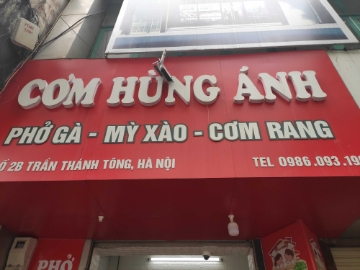 CƠM HÙNG ÁNH
PHỞ GÀ - MỲ XÀO - CƠM RANG
Ố 2B TRẦN THÁNH TÔNG, HÀ NỘI TEL 0986.093.19
PHỞ